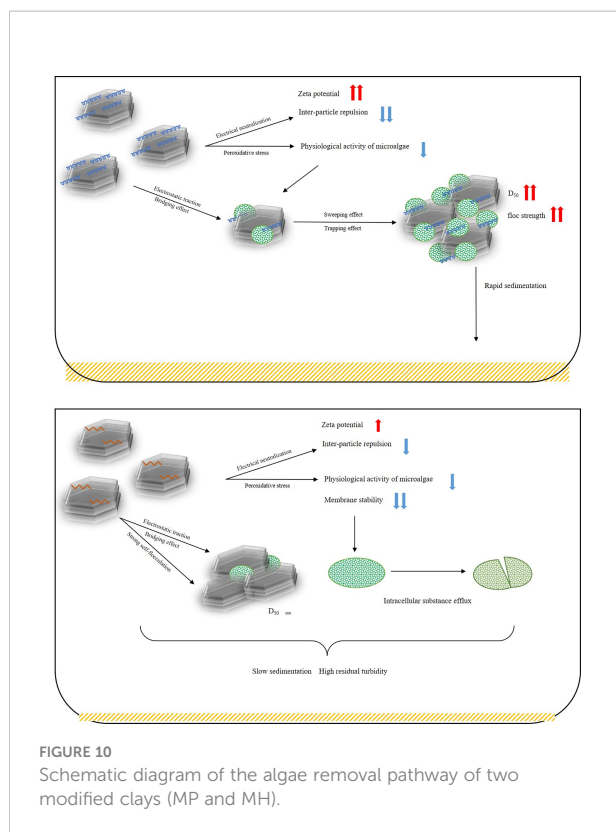 Zeta potential
Electrical neutralization
Inter-particle repulsion
Peroxidative stress
Physiological activity of microalgae
Electrostatic traction
Bridging effect
Sweeping effect
Trapping effect
D50
floc strength
Rapid sedimentation
Zeta potential
Electrical neutralization
Inter-particle repulsion
Peroxidative stress
Physiological activity of microalgae
Membrane stability
Electrostatic traction
Bridging effect
Strong self-flocculation
Intracellular substance efflux
D50
Slow sedimentation High residual turbidity
FIGURE 10
Schematic diagram of the algae removal pathway of two
modified clays (MP and MH).